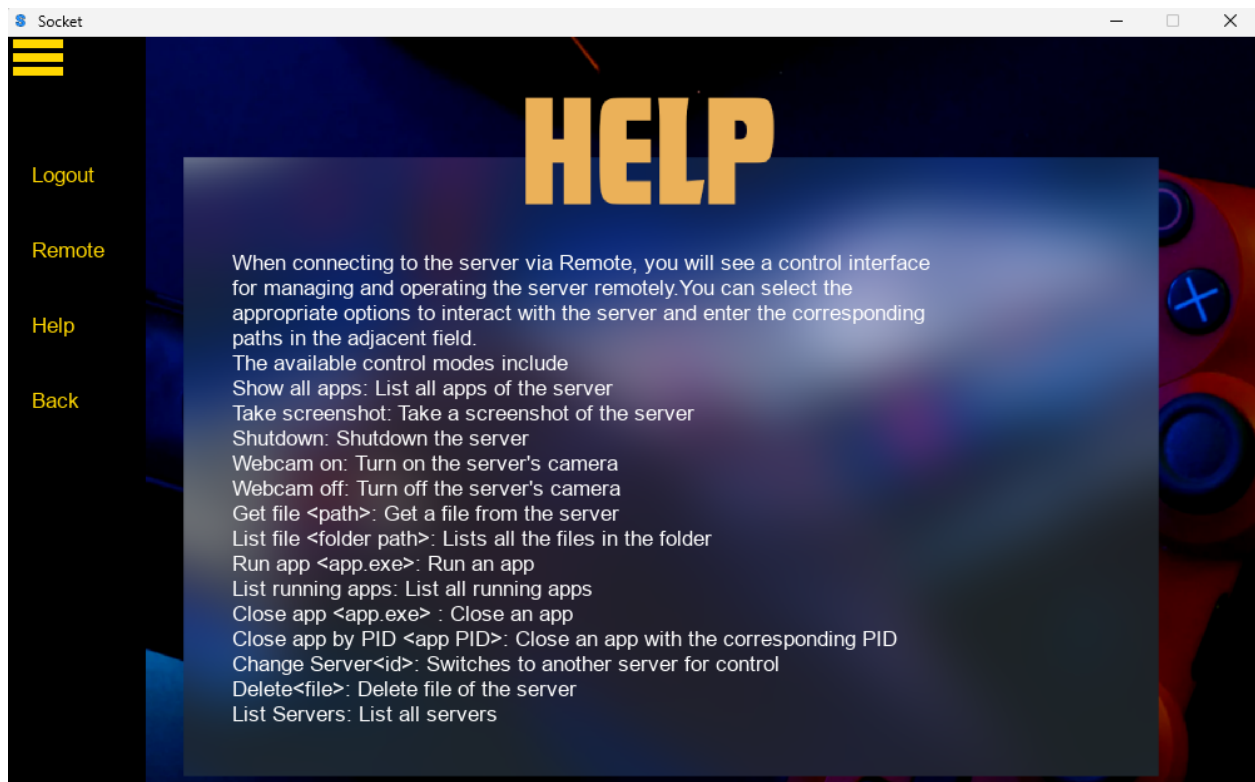 Socket
HELP
Logout
Remote
Help
Back
When connecting to the server via Remote, you will see a control interface
for managing and operating the server remotely.You can select the
appropriate options to interact with the server and enter the corresponding
paths in the adjacent field.
The available control modes include
Show all apps: List all apps of the server
Take screenshot: Take a screenshot of the server
Shutdown: Shutdown the server
Webcam on: Turn on the server's camera
Webcam off: Turn off the server's camera
Get file <path>: Get a file from the server
List file <folder path>: Lists all the files in the folder
Run app <app.exe>: Run an app
List running apps: List all running apps
Close app <app.exe> : Close an app
Close app by PID <app PID>: Close an app with the corresponding PID
Change Server<id>: Switches to another server for control
Delete<file>: Delete file of the server
List Servers: List all servers